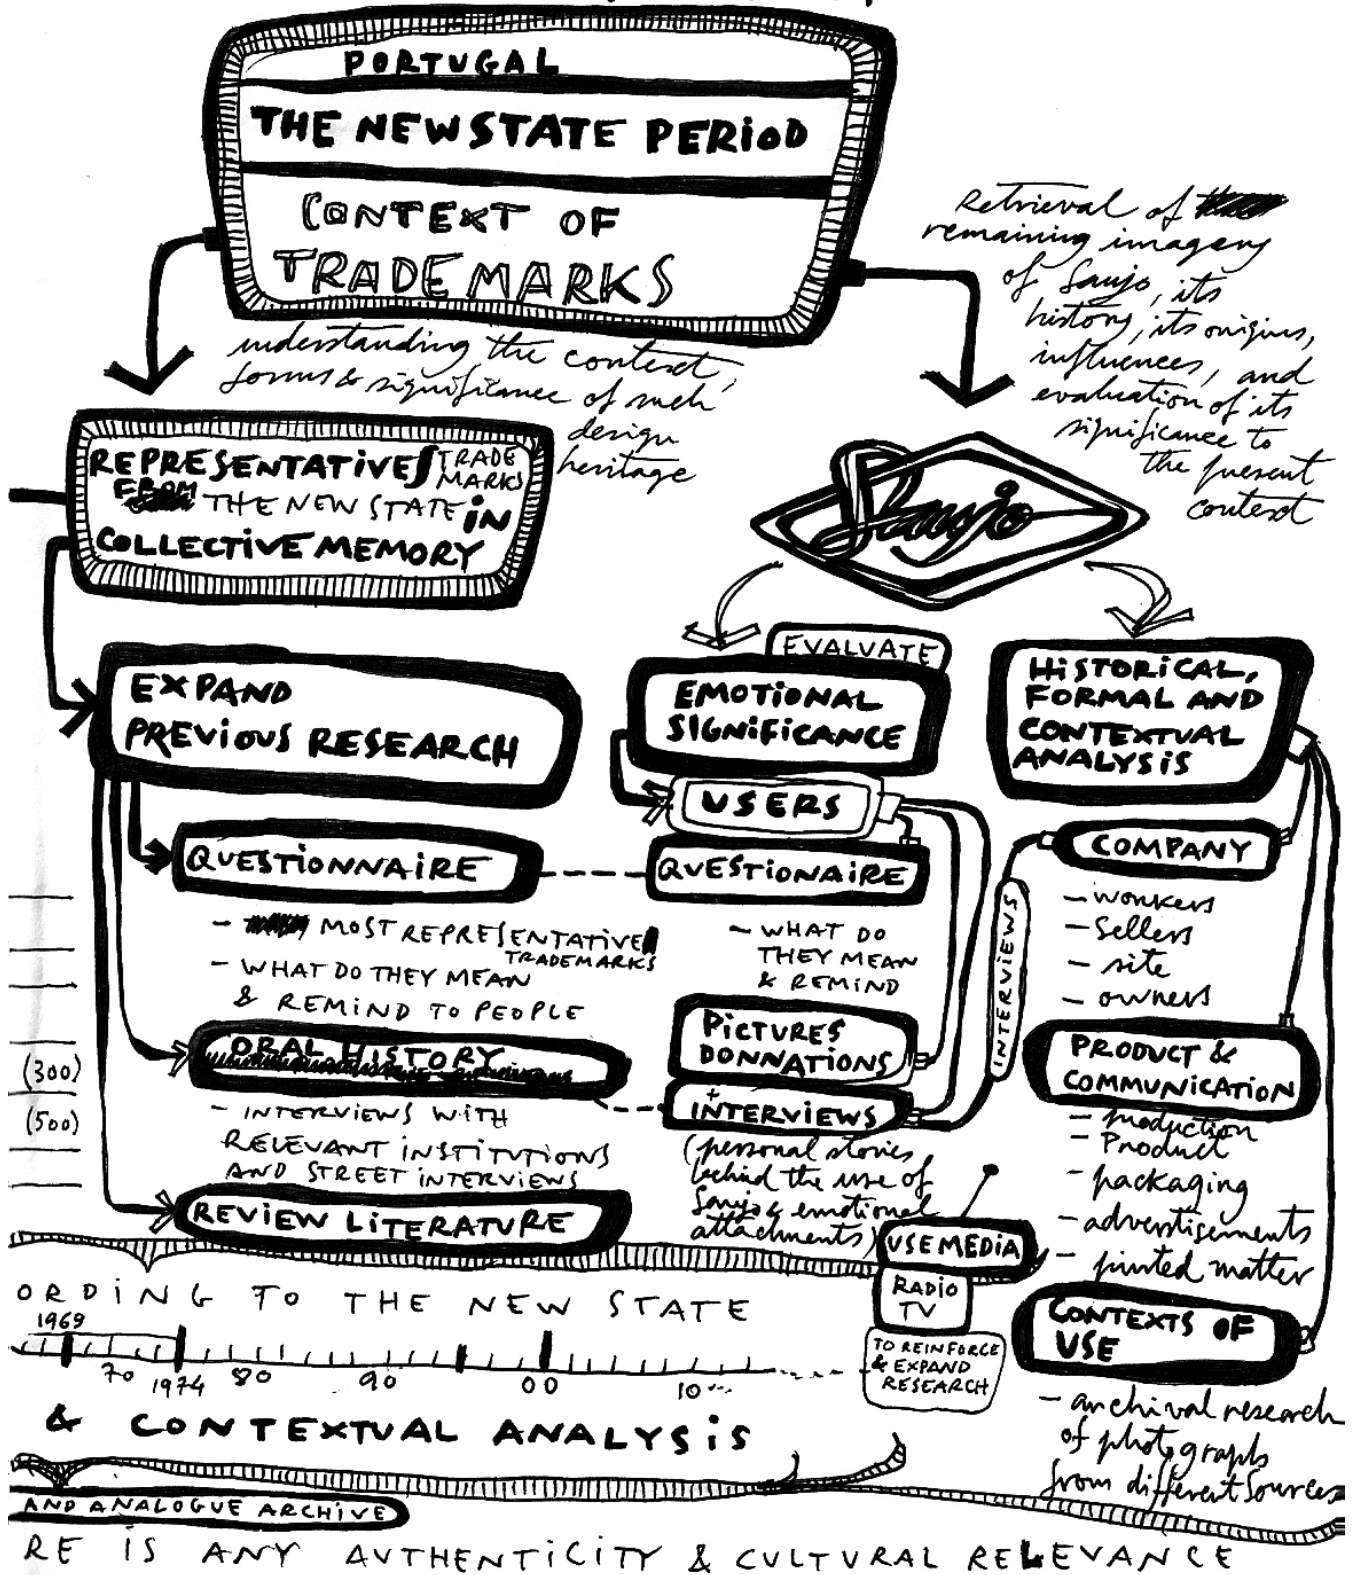 PORTUGAL
THE NEW STATE PERIOD
CONTEXT OF
TRADEMARKS
understanding the context,
forms & significance of such
design
heritage
Retrieval of
remaining imagery
of Sanjo, its
history, its origins,
influences, and
evaluation of its
significance to
the present
context
REPRESENTATIVES TRADE
MARKS
FROM THE NEW STATE IN
COLLECTIVE MEMORY
Sanjo
EXPAND
PREVIOUS RESEARCH
QUESTIONNAIRE
- MOST REPRESENTATIVE
TRADEMARKS
- WHAT DO THEY MEAN
& REMIND TO PEOPLE
ORAL HISTORY
- INTERVIEWS WITH
RELEVANT INSTITUTIONS
AND STREET INTERVIEWS
REVIEW LITERATURE
EVALUATE
EMOTIONAL
SIGNIFICANCE
USERS
QUESTIONAIRE
- WHAT DO
THEY MEAN
& REMIND
PICTURES
DONNATIONS
+
INTERVIEWS
(personal stories
behind the use of
Sanjo & emotional
attachments)
USE MEDIA
RADIO
TV
TO REINFORCE
& EXPAND
RESEARCH
INTERVIEWS
HISTORICAL,
FORMAL AND
CONTEXTUAL
ANALYSIS
COMPANY
- workers
- Sellers
- site
- owners
PRODUCT &
COMMUNICATION
- production
- Product
- packaging
- advertisements
- printed matter
CONTEXTS OF
USE
- archival research
of photographs
from different Sources
(300)
(500)
ORDING TO THE NEW STATE
1969
70 1974 80 90 00 10...
& CONTEXTUAL ANALYSIS
AND ANALOGUE ARCHIVE
RE IS ANY AUTHENTICITY & CULTURAL RELEVANCE